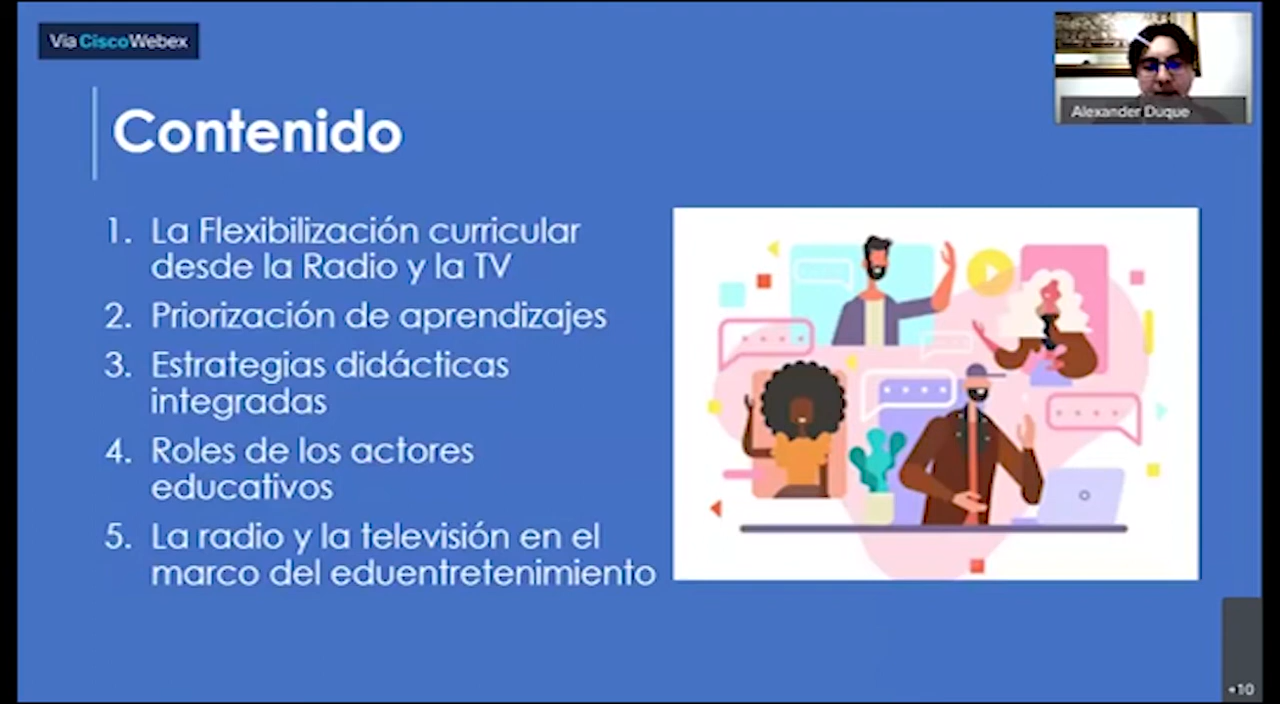 Via CiscoWebex
Alexander Duque
Contenido
1. La Flexibilización curricular
desde la Radio y la TV
2. Priorización de aprendizajes
3. Estrategias didácticas
integradas
4. Roles de los actores
educativos
5. La radio y la televisión en el
marco del eduentretenimiento
+10